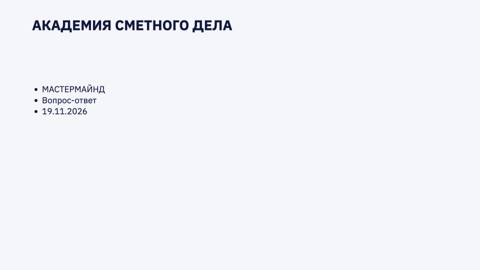 АКАДЕМИЯ СМЕТНОГО ДЕЛА
• МАСТЕРМАЙНД
• Вопрос-ответ
• 19.11.2026